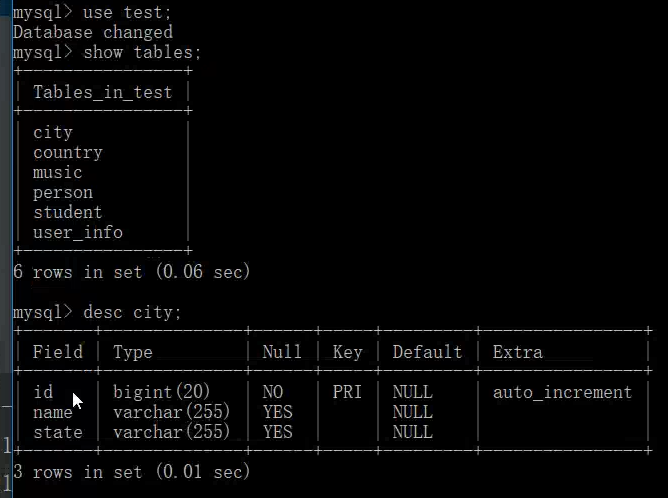 mysql> use test;
Database changed
mysql> show tables;
+----------------+
| Tables_in_test |
+----------------+
| city           |
| country        |
| music          |
| person         |
| student        |
| user_info      |
+----------------+
6 rows in set (0.06 sec)
mysql> desc city;
+-------+--------------+------+-----+---------+----------------+
| Field | Type         | Null | Key | Default | Extra          |
+-------+--------------+------+-----+---------+----------------+
| id    | bigint(20)   | NO   | PRI | NULL    | auto_increment |
| name  | varchar(255) | YES  |     | NULL    |                |
| state | varchar(255) | YES  |     | NULL    |                |
+-------+--------------+------+-----+---------+----------------+
3 rows in set (0.01 sec)